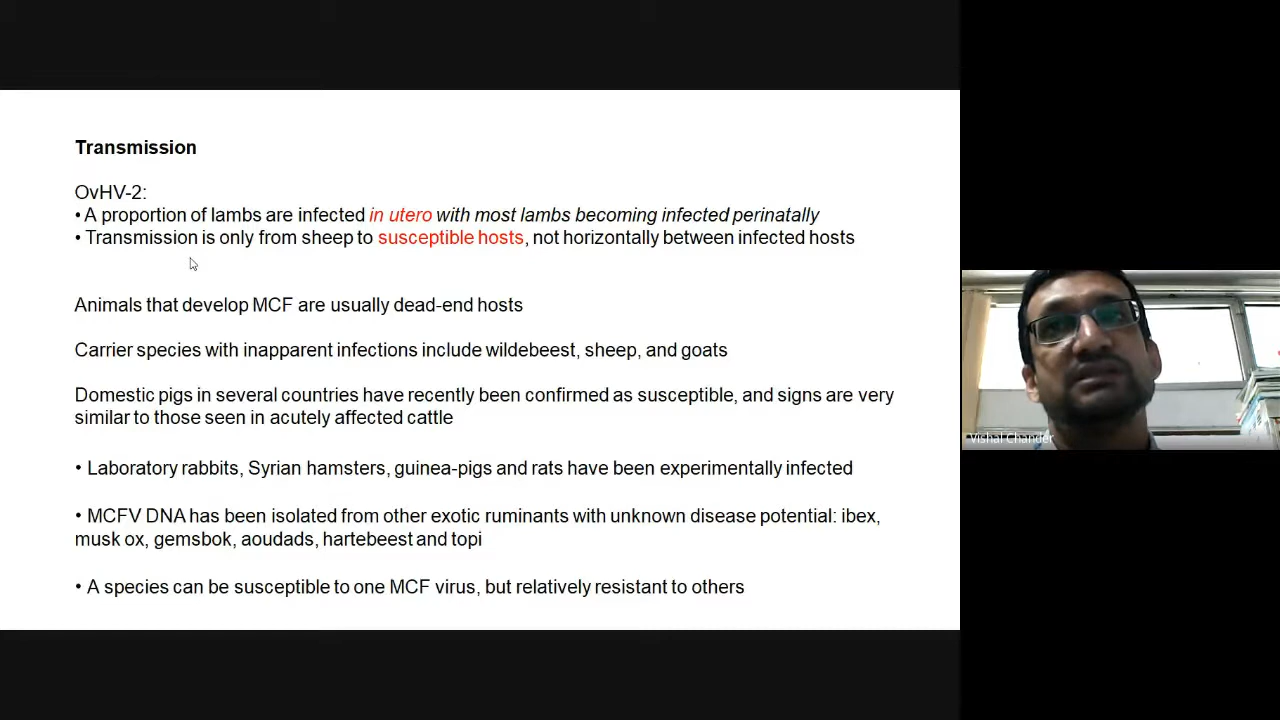 Transmission
OvHV-2:
• A proportion of lambs are infected in utero with most lambs becoming infected perinatally
• Transmission is only from sheep to susceptible hosts, not horizontally between infected hosts
Animals that develop MCF are usually dead-end hosts
Carrier species with inapparent infections include wildebeest, sheep, and goats
Domestic pigs in several countries have recently been confirmed as susceptible, and signs are very
similar to those seen in acutely affected cattle
• Laboratory rabbits, Syrian hamsters, guinea-pigs and rats have been experimentally infected
• MCFV DNA has been isolated from other exotic ruminants with unknown disease potential: ibex,
musk ox, gemsbok, aoudads, hartebeest and topi
• A species can be susceptible to one MCF virus, but relatively resistant to others
Vishal Chander